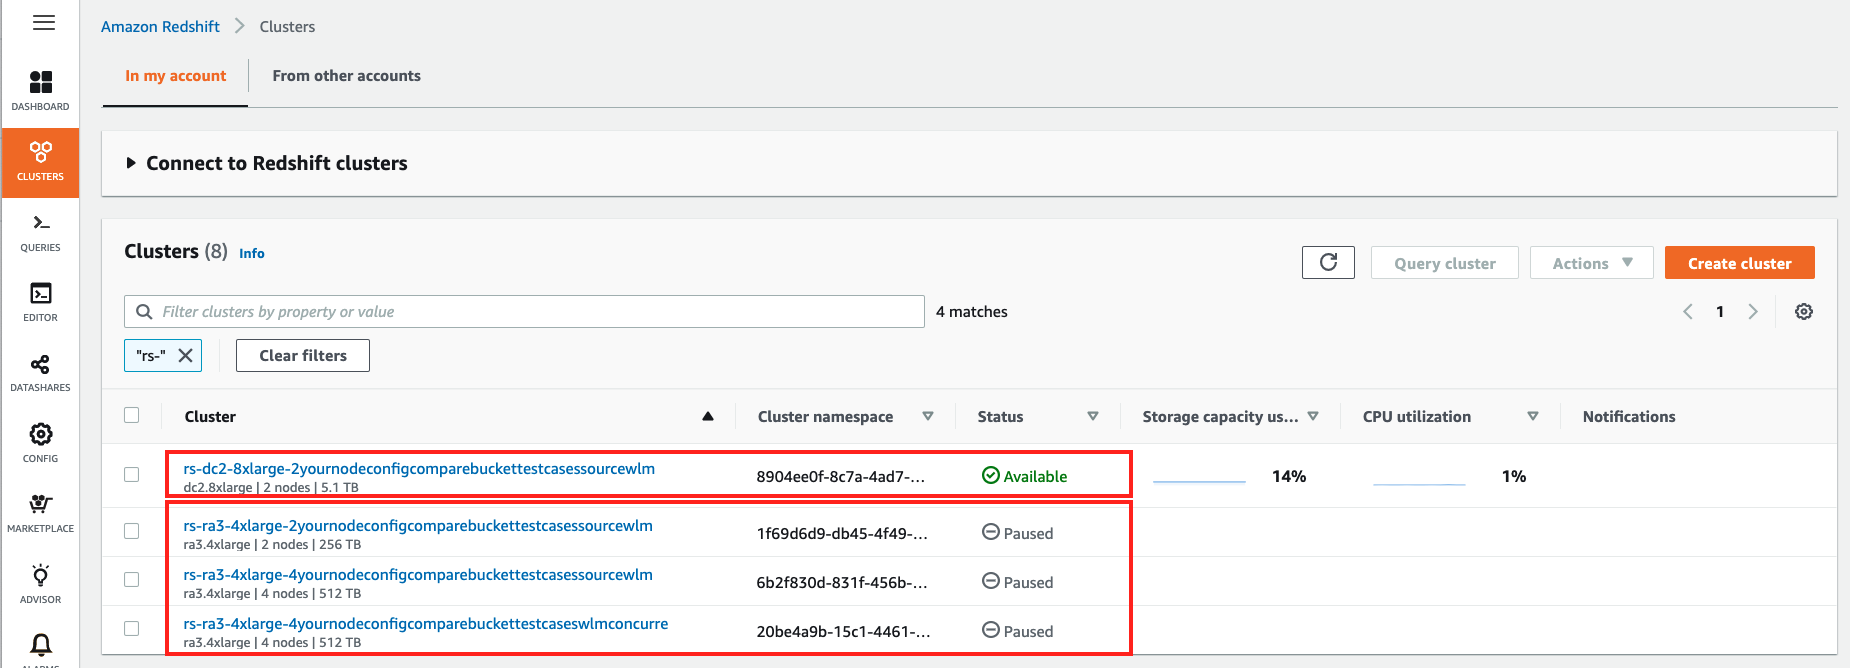 Amazon Redshift > Clusters
In my account
From other accounts
DASHBOARD
CLUSTERS
QUERIES
EDITOR
DATASHARES
CONFIG
MARKETPLACE
ADVISOR
Connect to Redshift clusters
Clusters (8) Info
Query cluster
Actions
Create cluster
Filter clusters by property or value
4 matches
1
"rs-"
Clear filters
Cluster
Cluster namespace
Status
Storage capacity us...
CPU utilization
Notifications
rs-dc2-8xlarge-2yournodeconfigcomparebuckettestcasessourcewlm
dc2.8xlarge | 2 nodes | 5.1 TB
8904ee0f-8c7a-4ad7-...
Available
14%
1%
rs-ra3-4xlarge-2yournodeconfigcomparebuckettestcasessourcewlm
ra3.4xlarge | 2 nodes | 256 TB
1f69d6d9-db45-4f49-...
Paused
rs-ra3-4xlarge-4yournodeconfigcomparebuckettestcasessourcewlm
ra3.4xlarge | 4 nodes | 512 TB
6b2f830d-831f-456b-...
Paused
rs-ra3-4xlarge-4yournodeconfigcomparebuckettestcaseswlmconcurre
ra3.4xlarge | 4 nodes | 512 TB
20be4a9b-15c1-4461-...
Paused